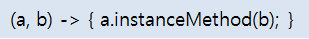 (a, b) -> { a.instanceMethod(b); }